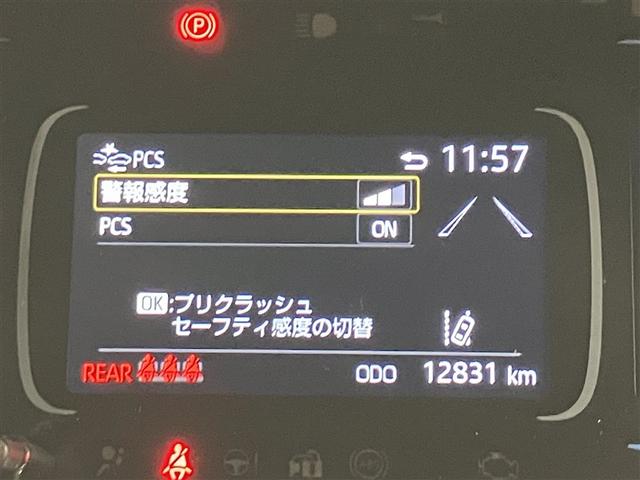 P
PCS
11:57
警報感度
PCS
ON
OK:プリクラッシュ
セーフティ感度の切替
REAR
ODO 12831 km